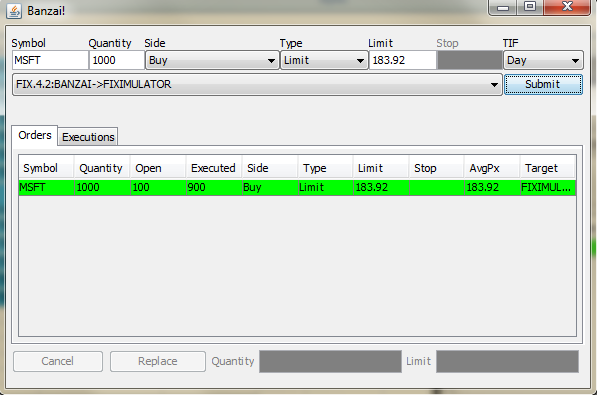 Banzai!
Symbol Quantity Side Type Limit Stop TIF
MSFT 1000 Buy Limit 183.92 Day
FIX.4.2:BANZAI->FIXIMULATOR Submit
Orders Executions
Symbol Quantity Open Executed Side Type Limit Stop AvgPx Target
MSFT 1000 100 900 Buy Limit 183.92 183.92 FIXIMUL...
Cancel Replace Quantity Limit